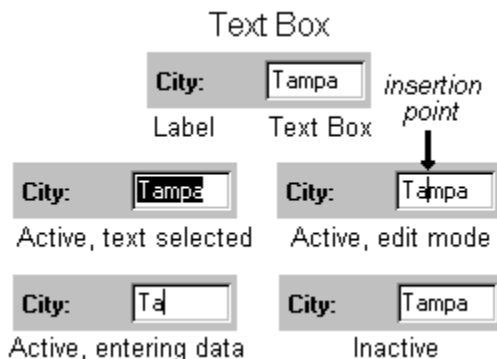 Text Box
City: Tampa
insertion
point
Label Text Box
City: Tampa City: Tampa
Active, text selected Active, edit mode
City: Ta City: Tampa
Active, entering data Inactive